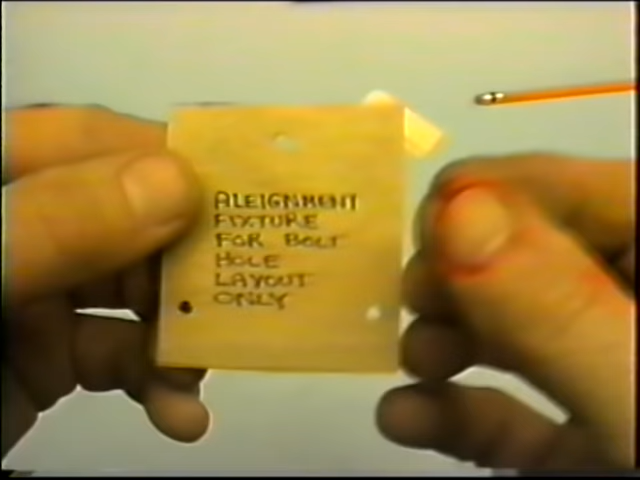 ALEIGNMENT
FIXTURE
FOR BOLT
HOLE
LAYOUT
ONLY